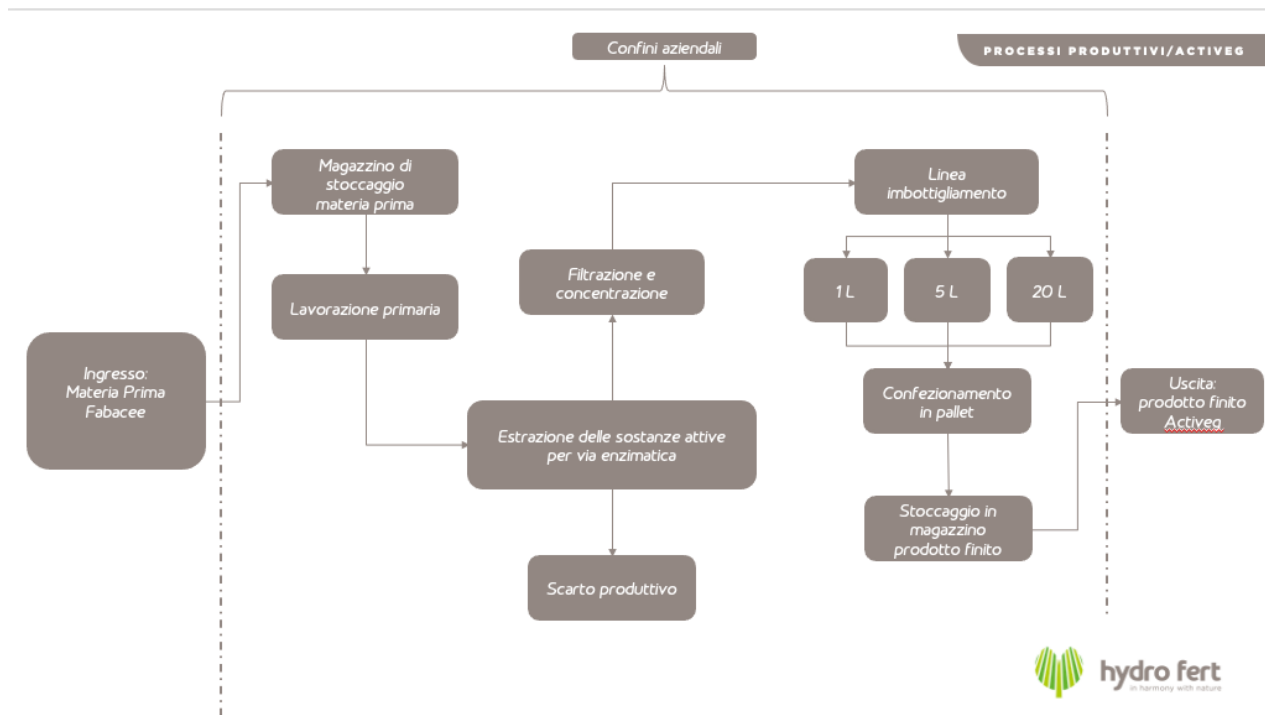 Confini aziendali
PROCESSI PRODUTTIVI/ACTIVEG
Magazzino di
stoccaggio
materia prima
Linea
imbottigliamento
Filtrazione e
concentrazione
1 L
5 L
20 L
Lavorazione primaria
Ingresso:
Materia Prima
Fabacee
Confezionamento
in pallet
Uscita:
prodotto finito
Activeg
Estrazione delle sostanze attive
per via enzimatica
Stoccaggio in
magazzino
prodotto finito
Scarto produttivo
hydro fert
in harmony with nature